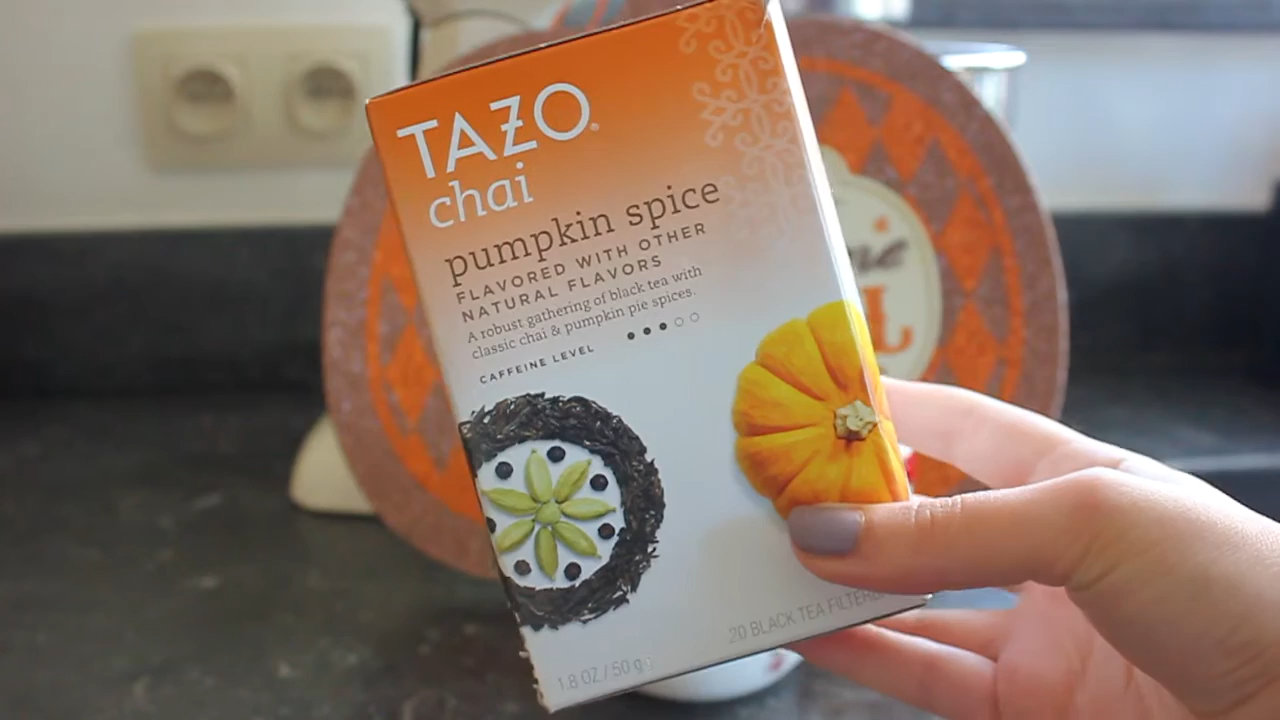 TAZO®
chai
pumpkin spice
FLAVORED WITH OTHER
NATURAL FLAVORS
A robust gathering of black tea with
classic chai & pumpkin pie spices.
CAFFEINE LEVEL
20 BLACK TEA
1.8 OZ / 50 g